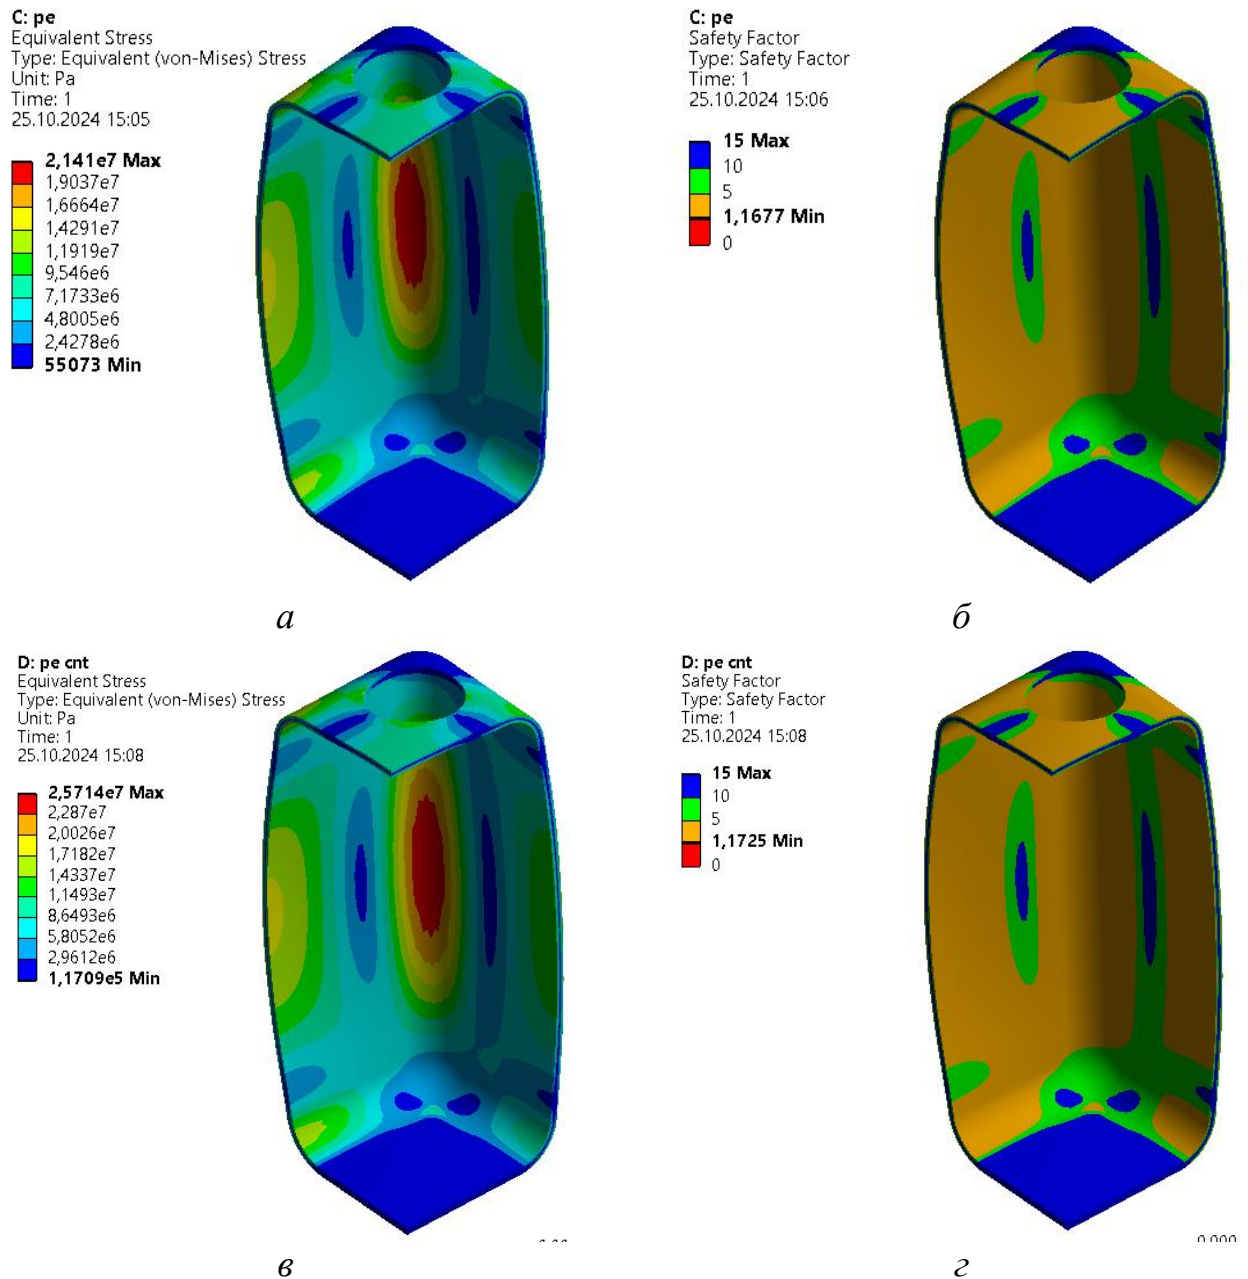 C: pe
Equivalent Stress
Type: Equivalent (von-Mises) Stress
Unit: Pa
Time: 1
25.10.2024 15:05
2,141e7 Max
1,9037e7
1,6664e7
1,4291e7
1,1919e7
9,546e6
7,1733e6
4,8005e6
2,4278e6
55073 Min
C: pe
Safety Factor
Type: Safety Factor
Time: 1
25.10.2024 15:06
15 Max
10
5
1,1677 Min
0
а
б
D: pe cnt
Equivalent Stress
Type: Equivalent (von-Mises) Stress
Unit: Pa
Time: 1
25.10.2024 15:08
2,5714e7 Max
2,287e7
2,0026e7
1,7182e7
1,4337e7
1,1493e7
8,6493e6
5,8052e6
2,9612e6
1,1709e5 Min
D: pe cnt
Safety Factor
Type: Safety Factor
Time: 1
25.10.2024 15:08
15 Max
10
5
1,1725 Min
0
0.000
в
г